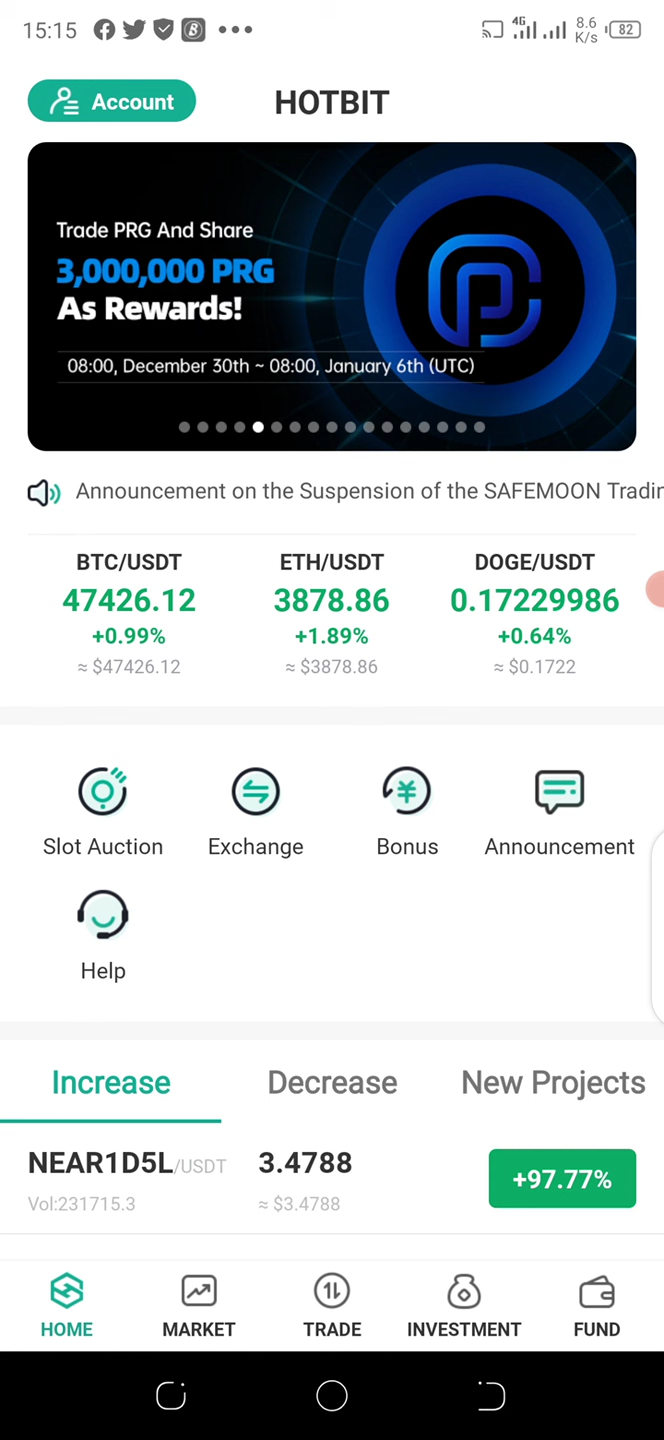 15:15
4G
8.6
K/s
82
Account
HOTBIT
Trade PRG And Share
3,000,000 PRG
As Rewards!
08:00, December 30th ~ 08:00, January 6th (UTC)
Announcement on the Suspension of the SAFEMOON Tradin
BTC/USDT ETH/USDT DOGE/USDT
47426.12 3878.86 0.17229986
+0.99% +1.89% +0.64%
≈ $47426.12 ≈ $3878.86 ≈ $0.1722
Slot Auction Exchange Bonus Announcement
Help
Increase Decrease New Projects
NEAR1D5L/USDT 3.4788 +97.77%
Vol:231715.3 ≈ $3.4788
HOME MARKET TRADE INVESTMENT FUND